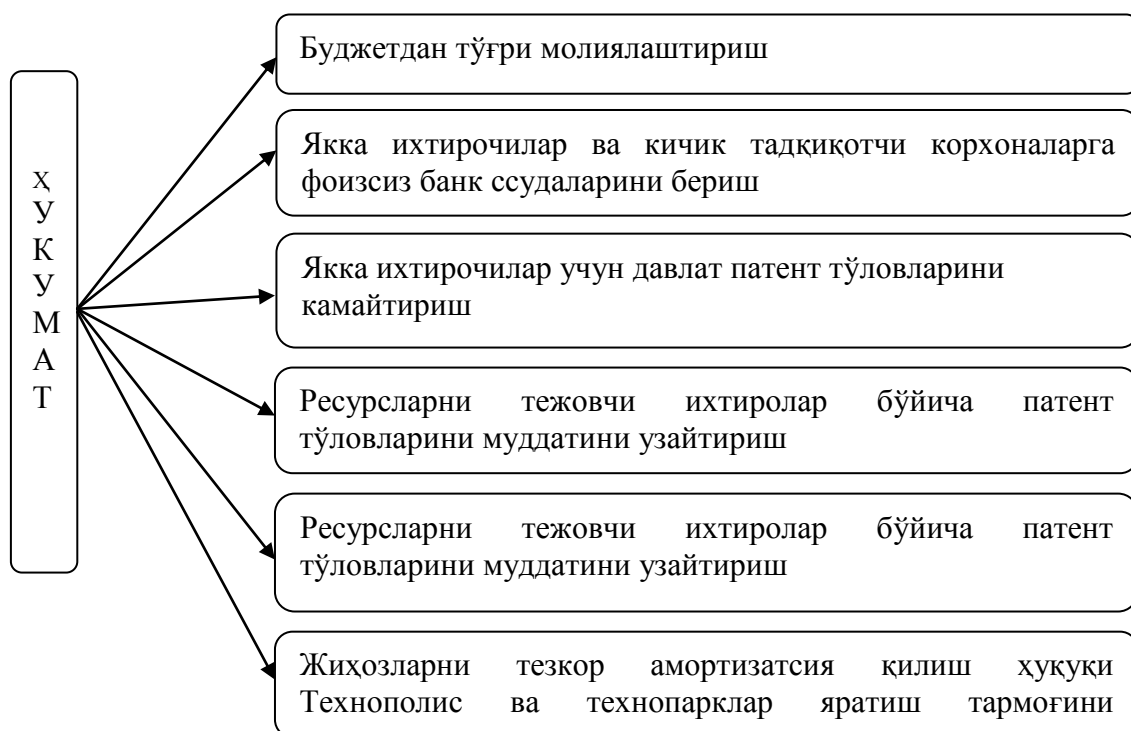 Ҳ
У
К
У
М
А
Т
Буджетдан тўғри молиялаштириш
Якка ихтирочилар ва кичик тадқиқотчи корхоналарга
фоизсиз банк ссудаларини бериш
Якка ихтирочилар учун давлат патент тўловларини
камайтириш
Ресурсларни тежовчи ихтиролар бўйича патент
тўловларини муддатини узайтириш
Ресурсларни тежовчи ихтиролар бўйича патент
тўловларини муддатини узайтириш
Жиҳозларни тезкор амортизатсия қилиш ҳуқуқи
Технополис ва технопарклар яратиш тармоғини